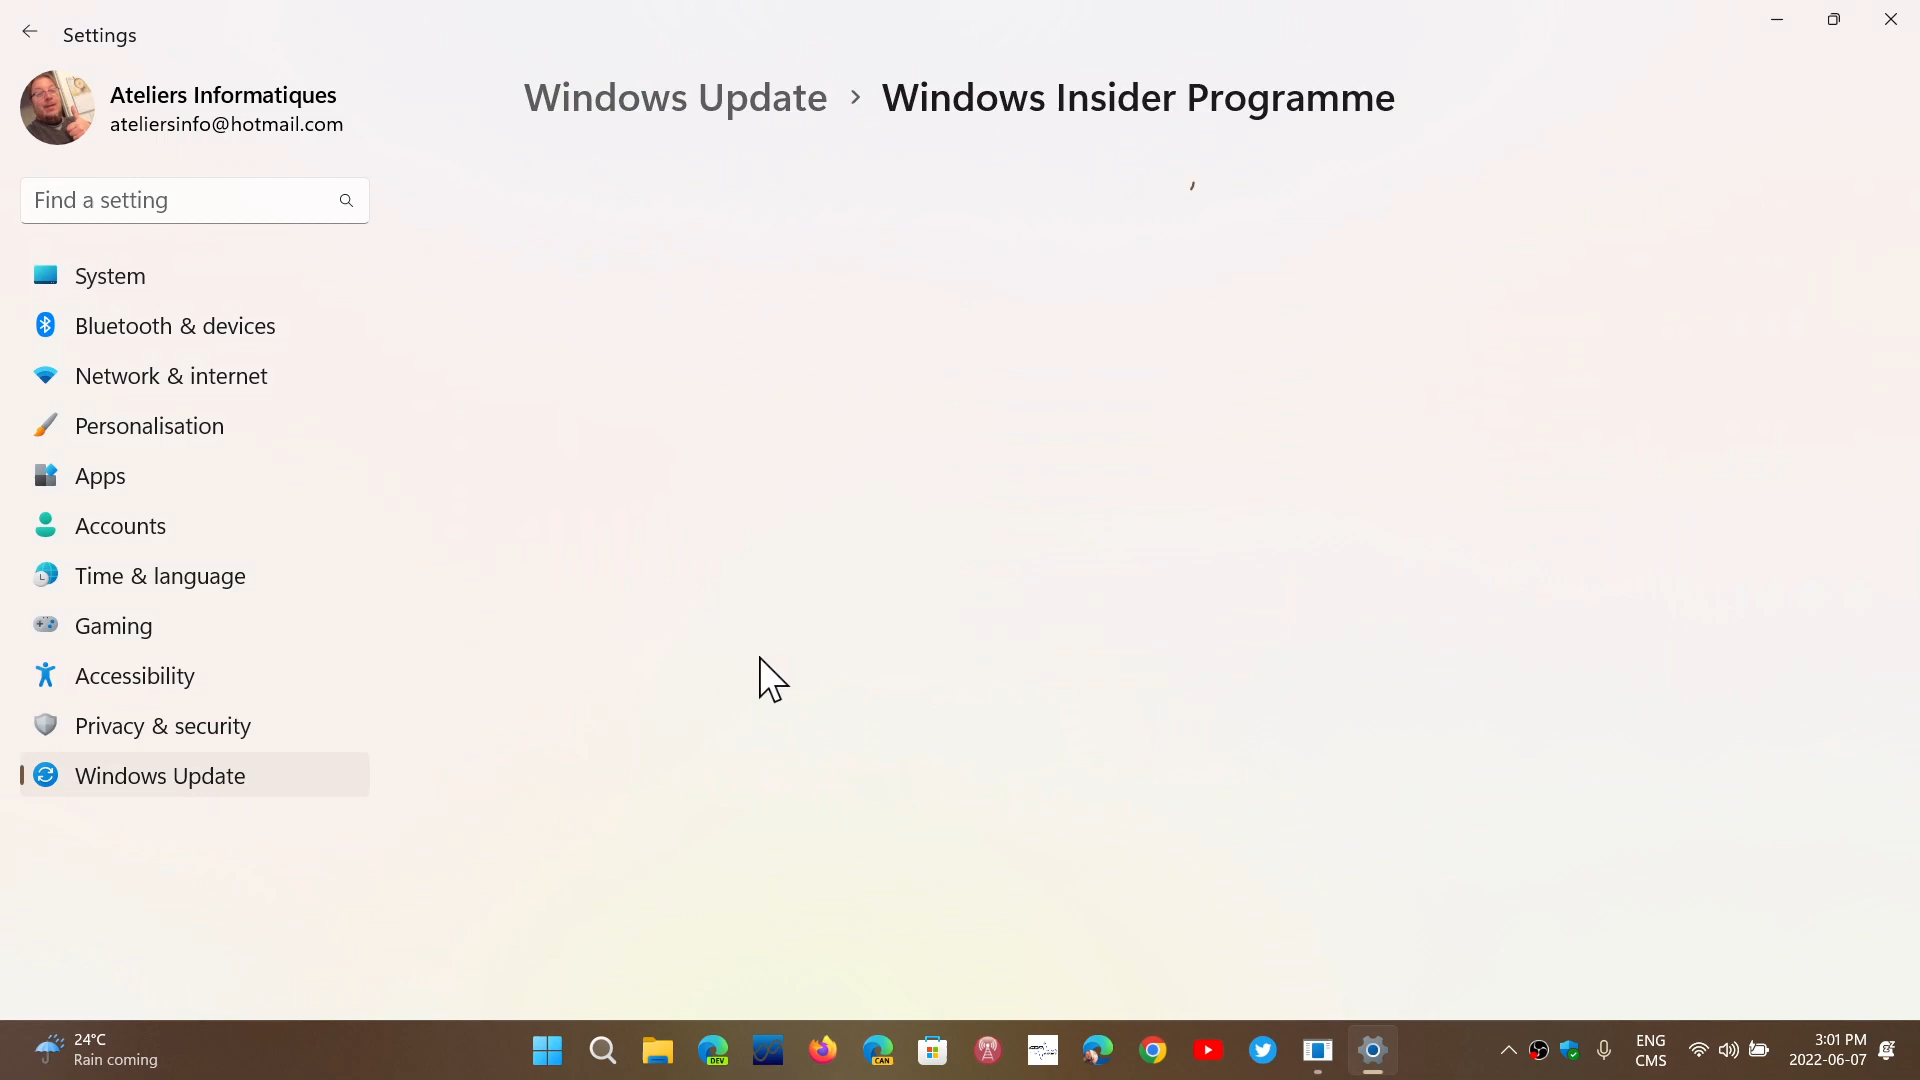 Settings
Ateliers Informatiques
ateliersinfo@hotmail.com
Windows Update > Windows Insider Programme
Find a setting
System
Bluetooth & devices
Network & internet
Personalisation
Apps
Accounts
Time & language
Gaming
Accessibility
Privacy & security
Windows Update
24°C
Rain coming
DEV
CAN
ENG
CMS
3:01 PM
2022-06-07